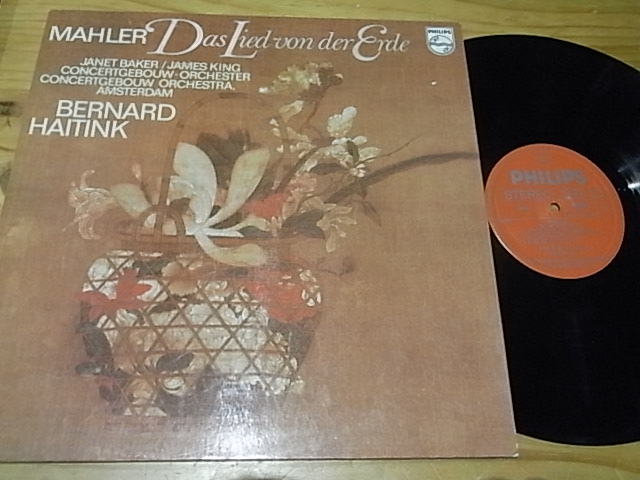 MAHLER Das Lied von der Erde
PHILIPS
JANET BAKER/JAMES KING
CONCERTGEBOUW-ORCHESTER
CONCERTGEBOUW ORCHESTRA,
AMSTERDAM
BERNARD
HAITINK
PHILIPS
STEREO